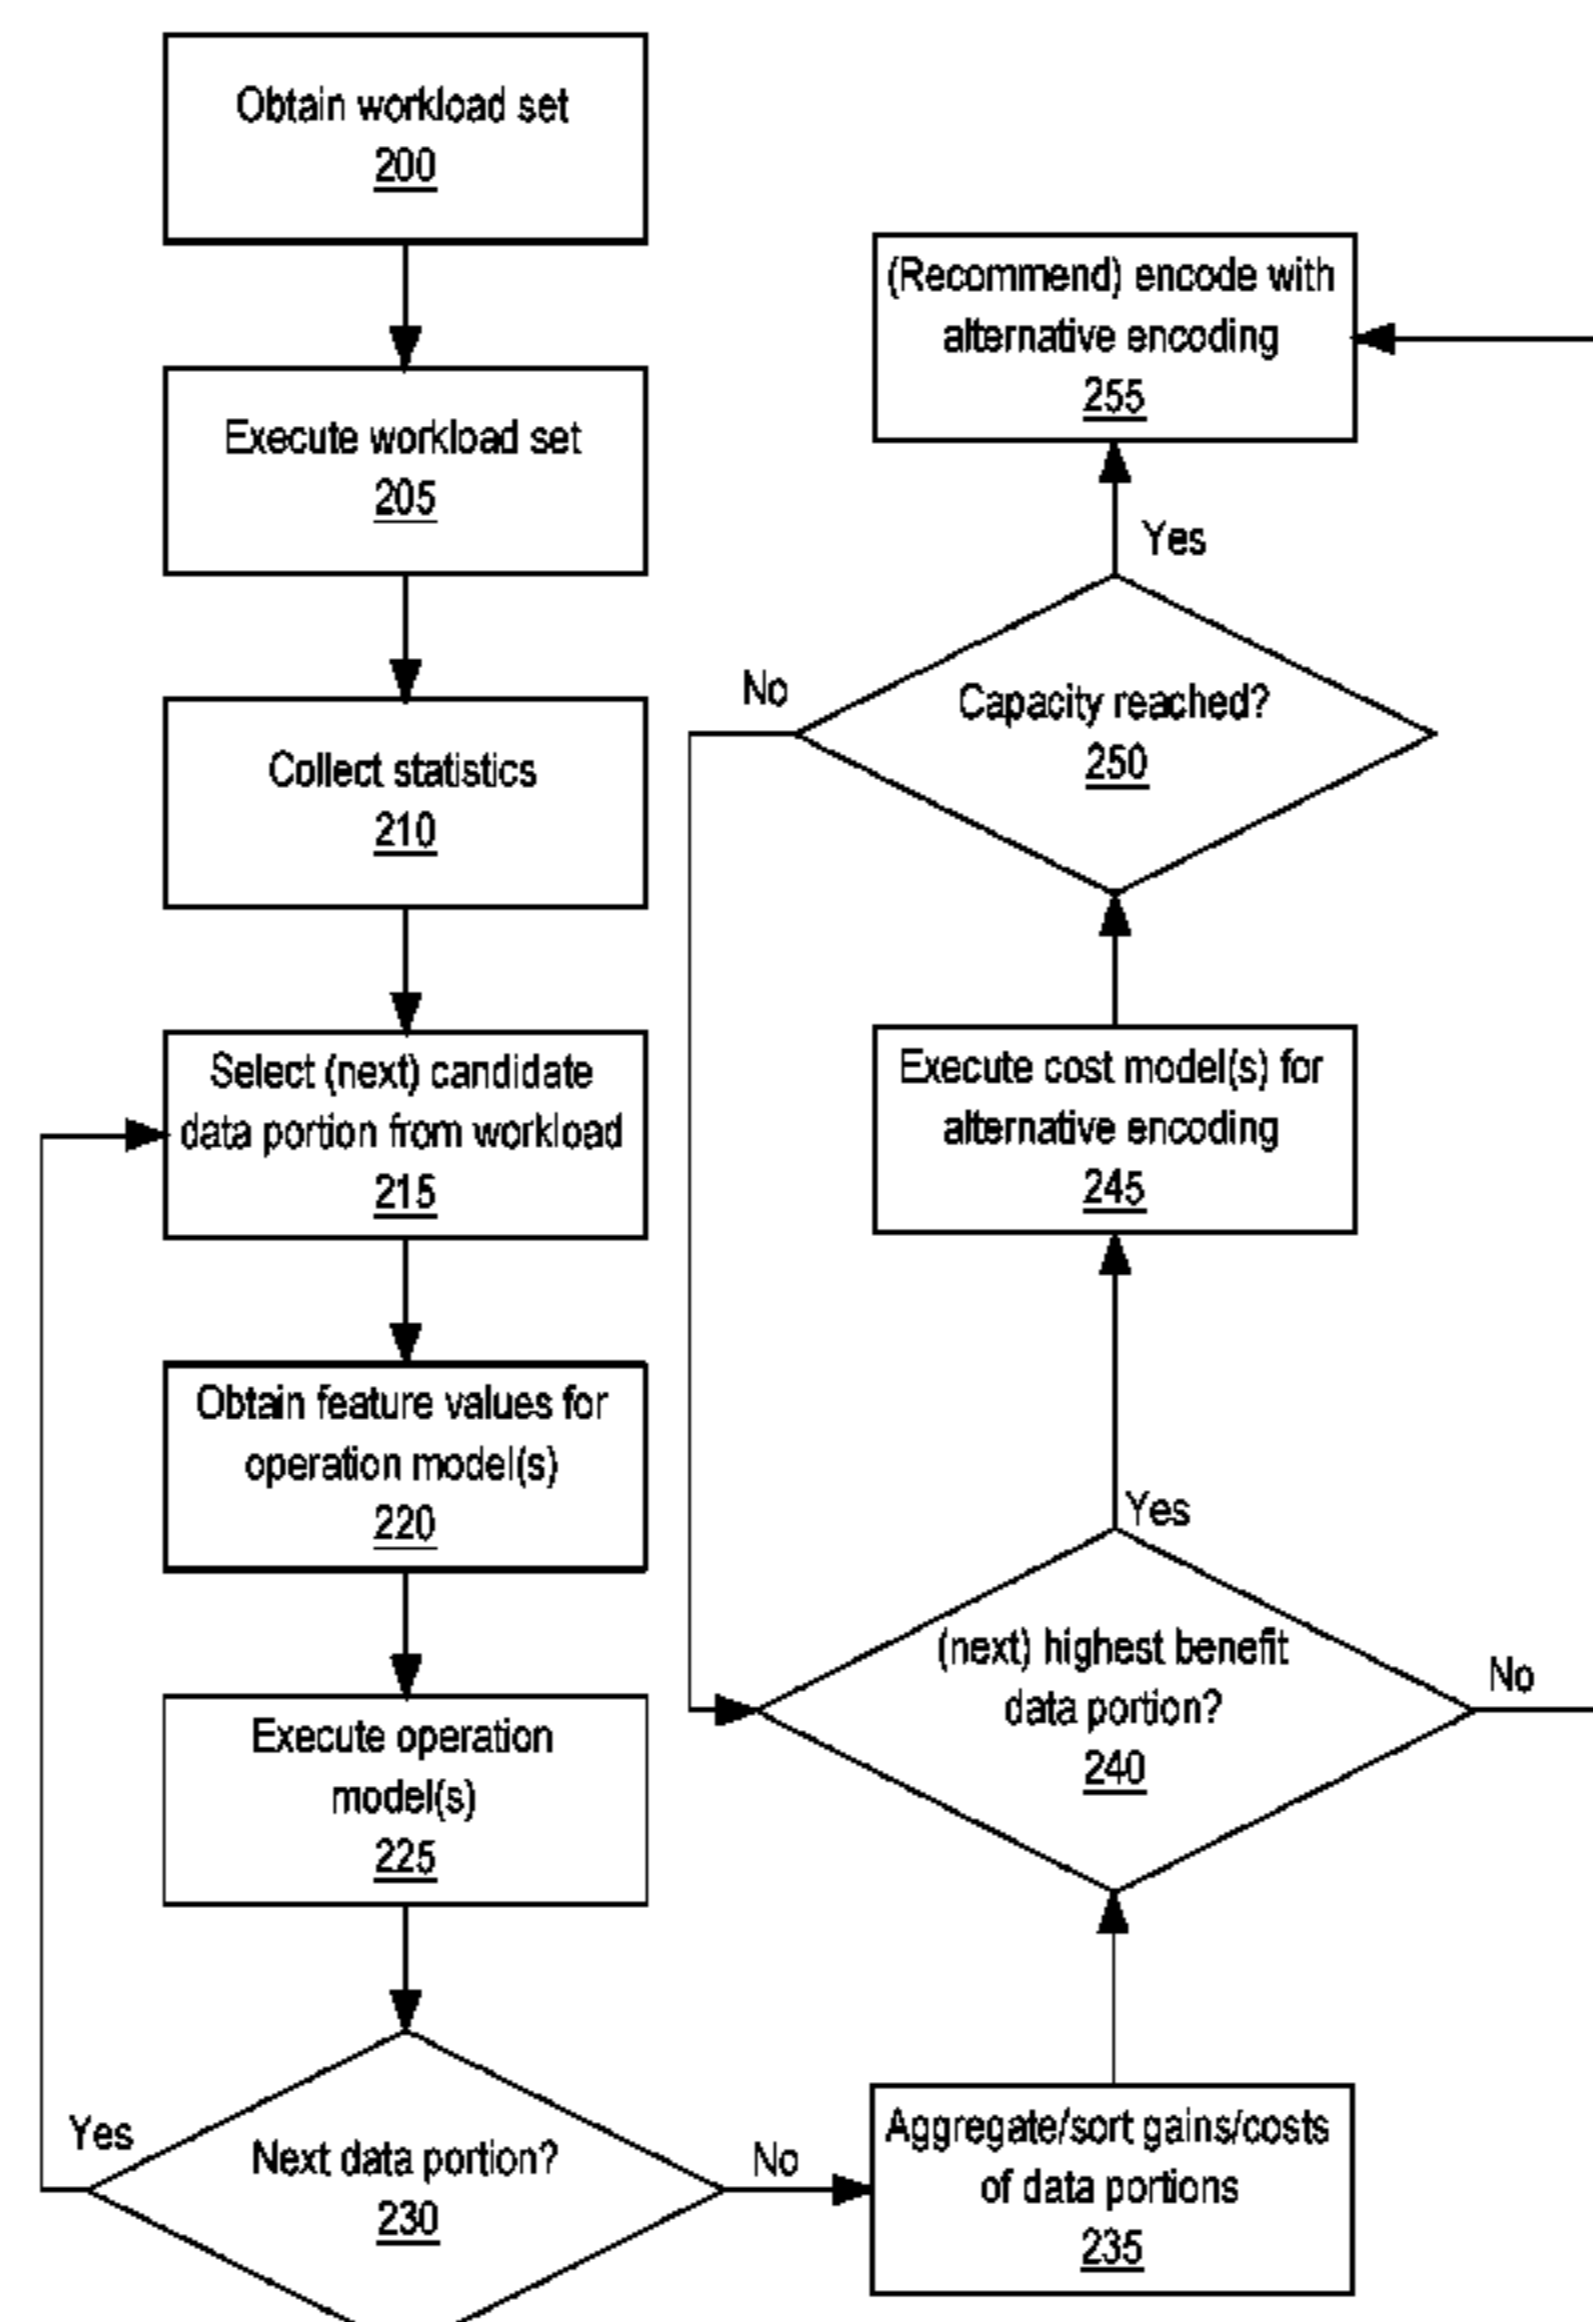 Obtain workload set
200
Execute workload set
205
Collect statistics
210
Select (next) candidate
data portion from workload
215
Obtain feature values for
operation model(s)
220
Execute operation
model(s)
225
Yes
Next data portion?
230
No
Aggregate/sort gains/costs
of data portions
235
(next) highest benefit
data portion?
240
No
Yes
Execute cost model(s) for
alternative encoding
245
Capacity reached?
250
No
Yes
(Recommend) encode with
alternative encoding
255